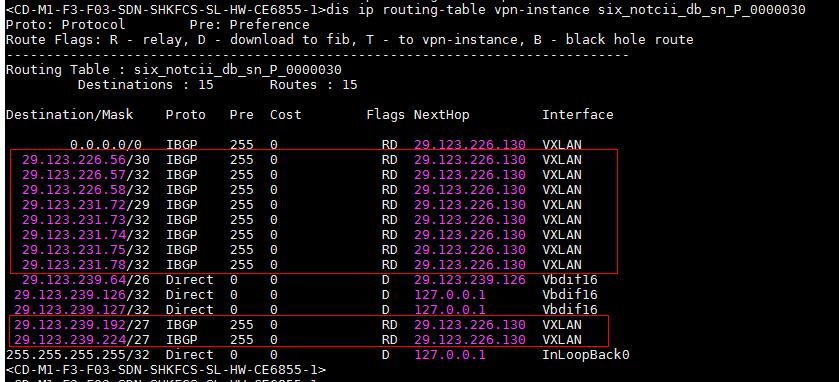 <CD-M1-F3-F03-SDN-SHKFCS-SL-HW-CE6855-1>dis ip routing-table vpn-instance six_notcii_db_sn_P_0000030
Proto: Protocol        Pre: Preference
Route Flags: R - relay, D - download to fib, T - to vpn-instance, B - black hole route
------------------------------------------------------------------------------
Routing Table : six_notcii_db_sn_P_0000030
         Destinations : 15       Routes : 15

Destination/Mask    Proto   Pre  Cost        Flags NextHop         Interface

        0.0.0.0/0   IBGP    255  0             RD  29.123.226.130  VXLAN
  29.123.226.56/30  IBGP    255  0             RD  29.123.226.130  VXLAN
  29.123.226.57/32  IBGP    255  0             RD  29.123.226.130  VXLAN
  29.123.226.58/32  IBGP    255  0             RD  29.123.226.130  VXLAN
  29.123.231.72/29  IBGP    255  0             RD  29.123.226.130  VXLAN
  29.123.231.73/32  IBGP    255  0             RD  29.123.226.130  VXLAN
  29.123.231.74/32  IBGP    255  0             RD  29.123.226.130  VXLAN
  29.123.231.75/32  IBGP    255  0             RD  29.123.226.130  VXLAN
  29.123.231.78/32  IBGP    255  0             RD  29.123.226.130  VXLAN
  29.123.239.64/26  Direct  0    0             D   29.123.239.126  Vbdif16
 29.123.239.126/32  Direct  0    0             D   127.0.0.1       Vbdif16
 29.123.239.127/32  Direct  0    0             D   127.0.0.1       Vbdif16
 29.123.239.192/27  IBGP    255  0             RD  29.123.226.130  VXLAN
 29.123.239.224/27  IBGP    255  0             RD  29.123.226.130  VXLAN
255.255.255.255/32  Direct  0    0             D   127.0.0.1       InLoopBack0
<CD-M1-F3-F03-SDN-SHKFCS-SL-HW-CE6855-1>
<CD-M1-F3-F03-SDN-SHKFCS-SL-HW-CE6855-1>